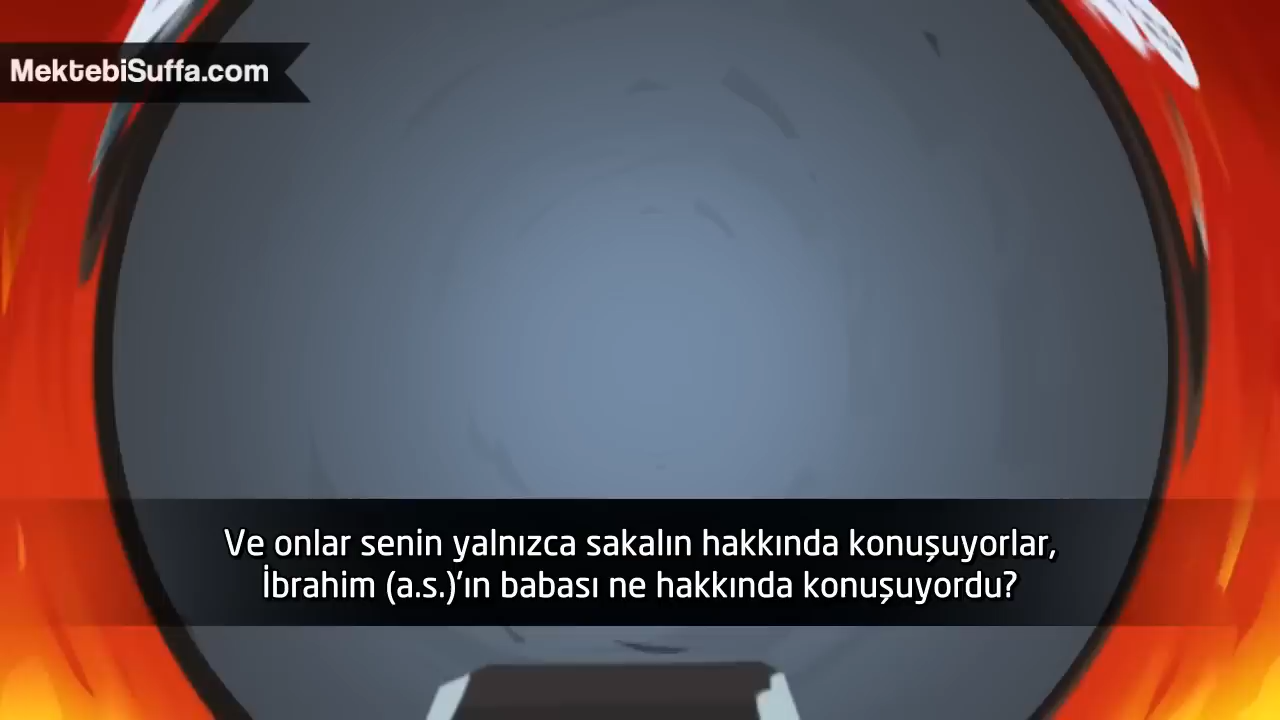 MektebiSuffa.com
Ve onlar senin yalnızca sakalın hakkında konuşuyorlar,
İbrahim (a.s.)'ın babası ne hakkında konuşuyordu?